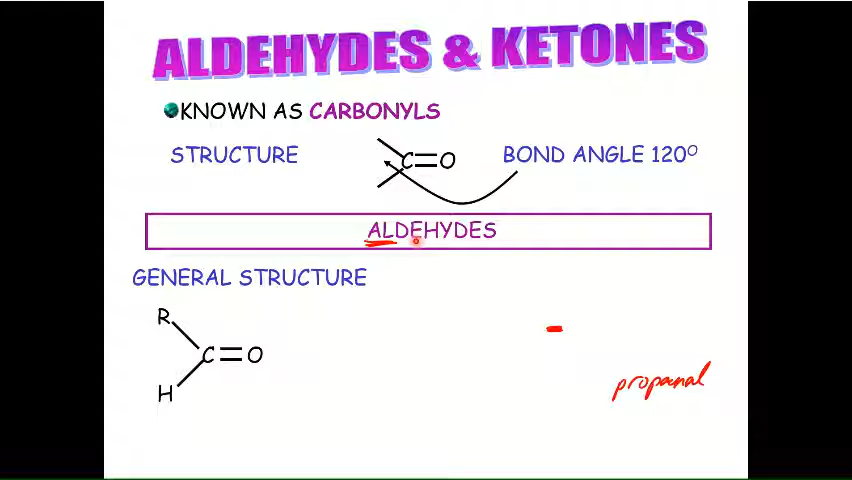 ALDEHYDES & KETONES
KNOWN AS CARBONYLS
STRUCTURE
C=O
BOND ANGLE 120°
ALDEHYDES
GENERAL STRUCTURE
R
C=O
H
propanal